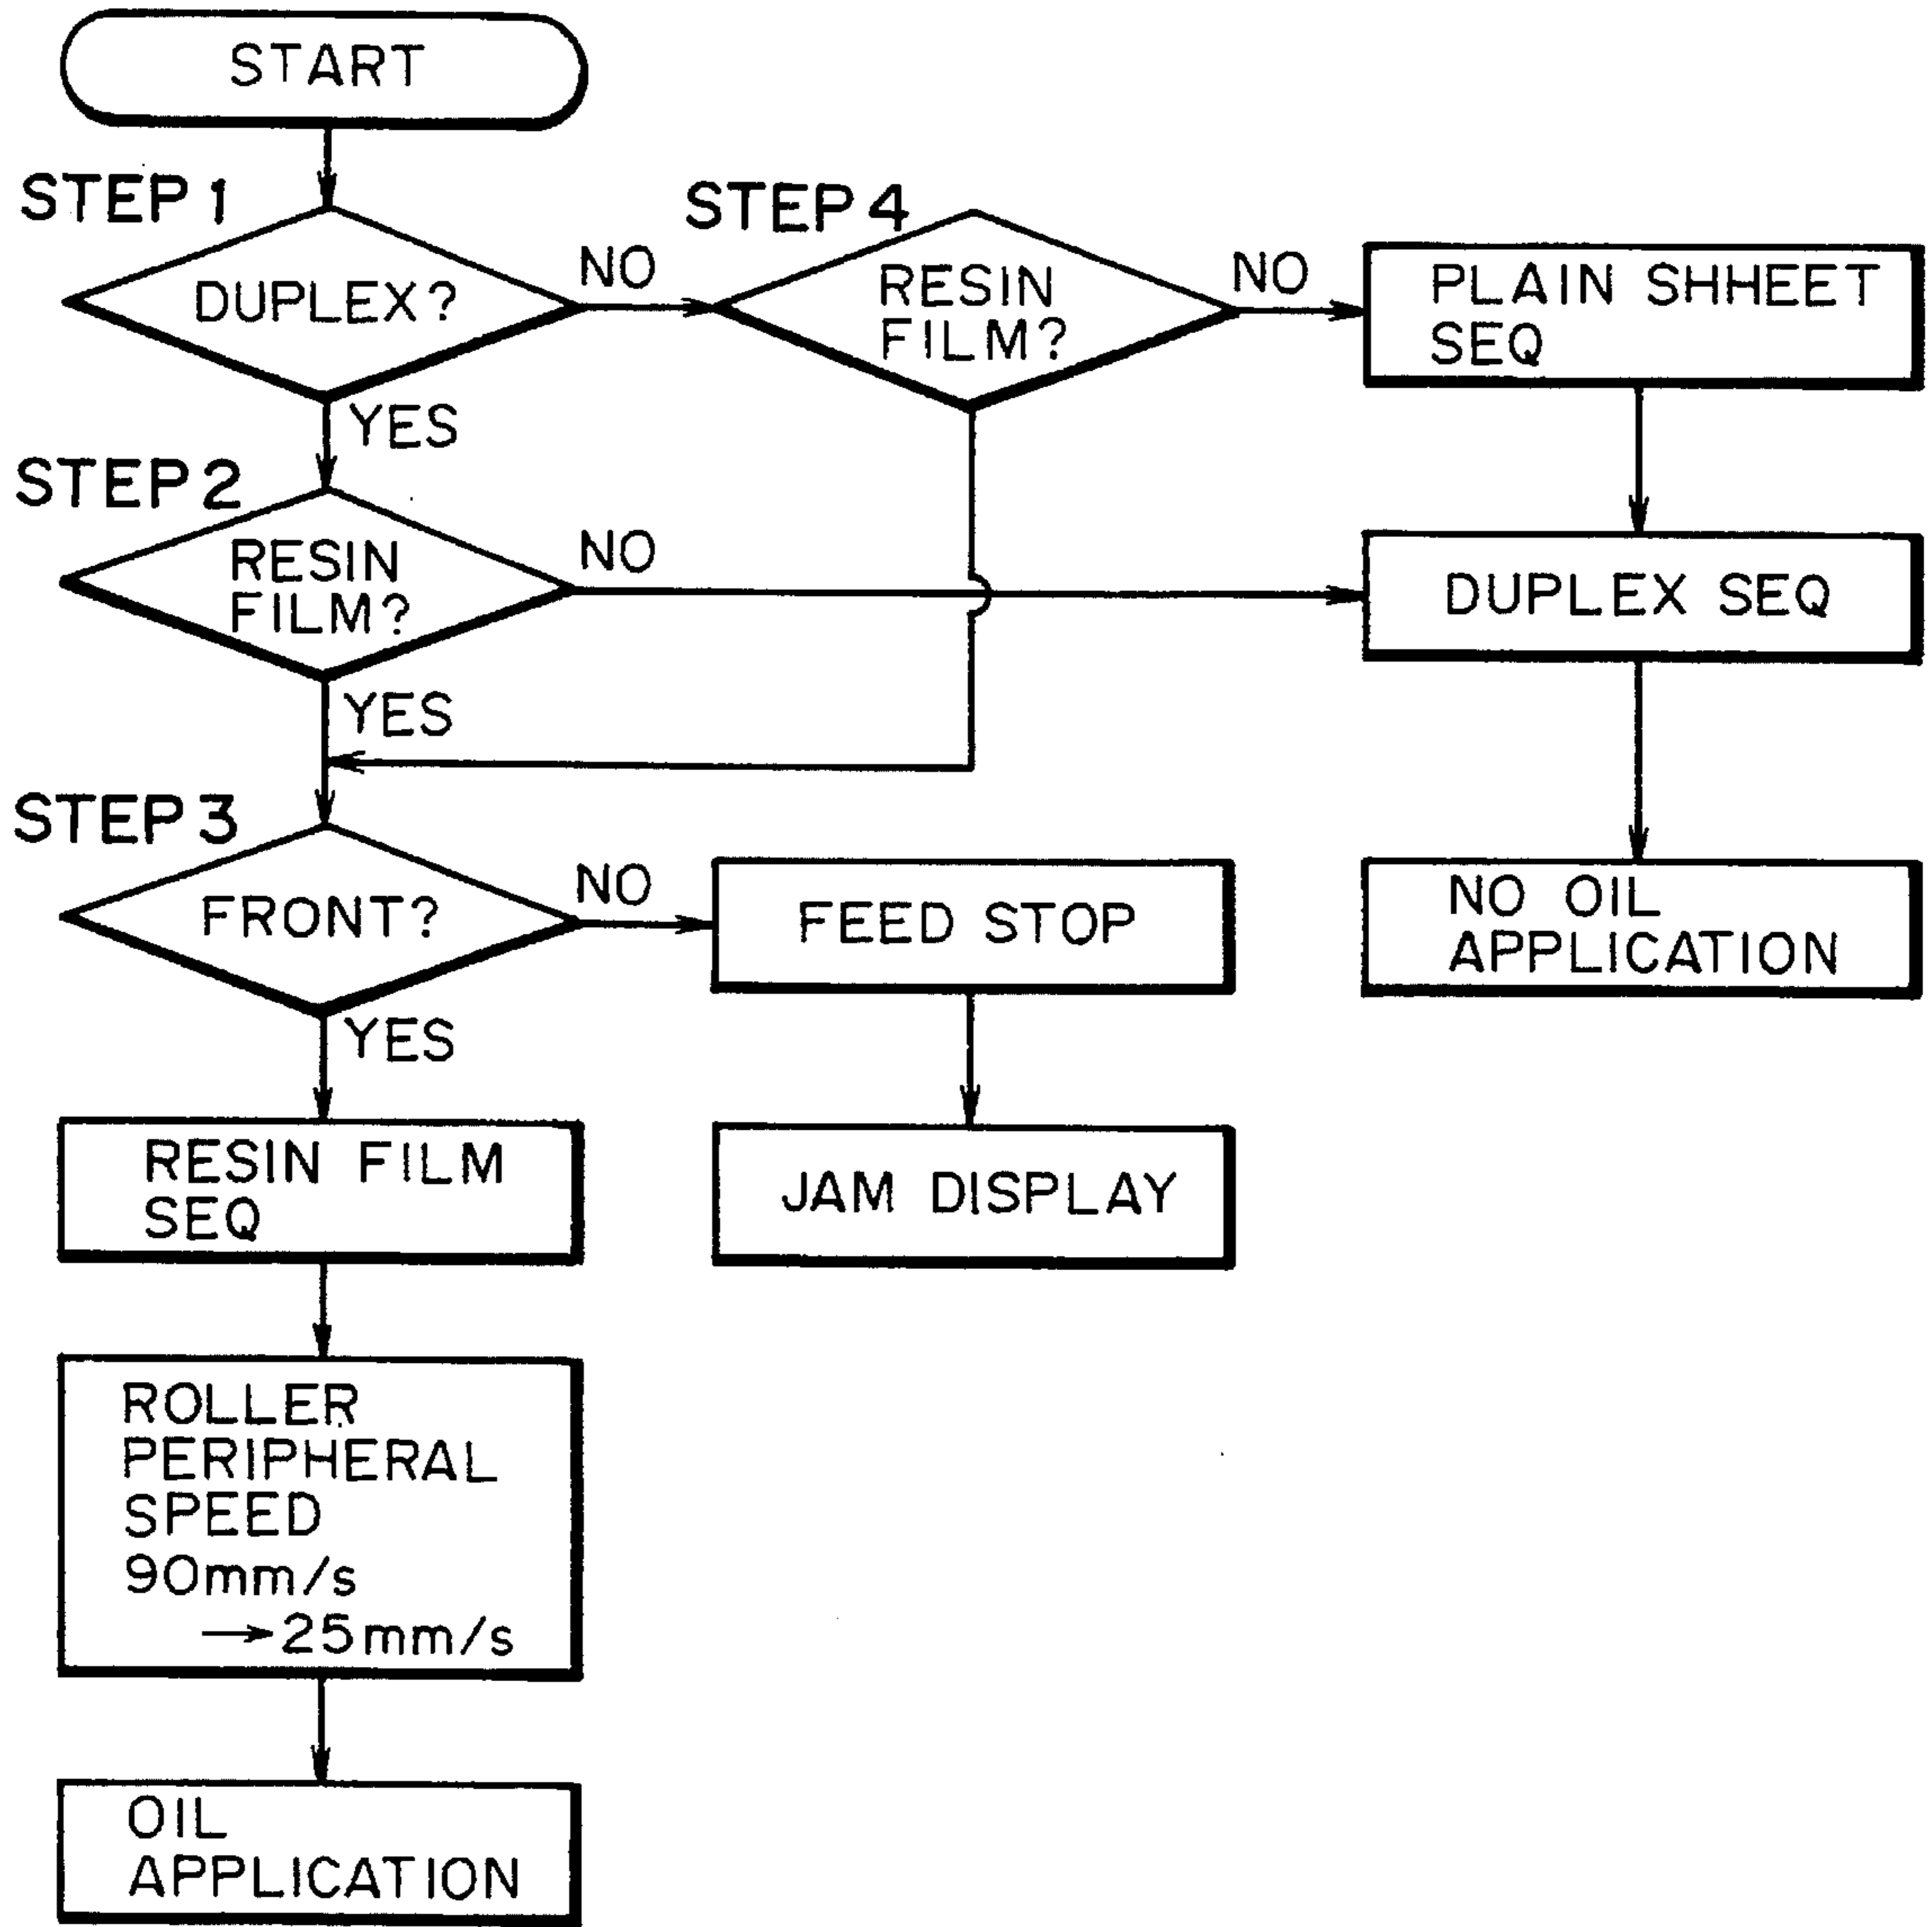 START
STEP 1
DUPLEX?
NO
YES
STEP 4
RESIN
FILM?
NO
PLAIN SHHEET
SEQ
STEP 2
RESIN
FILM?
NO
YES
DUPLEX SEQ
STEP 3
FRONT?
NO
YES
FEED STOP
NO OIL
APPLICATION
RESIN FILM
SEQ
JAM DISPLAY
ROLLER
PERIPHERAL
SPEED
90mm/s
→25mm/s
OIL
APPLICATION